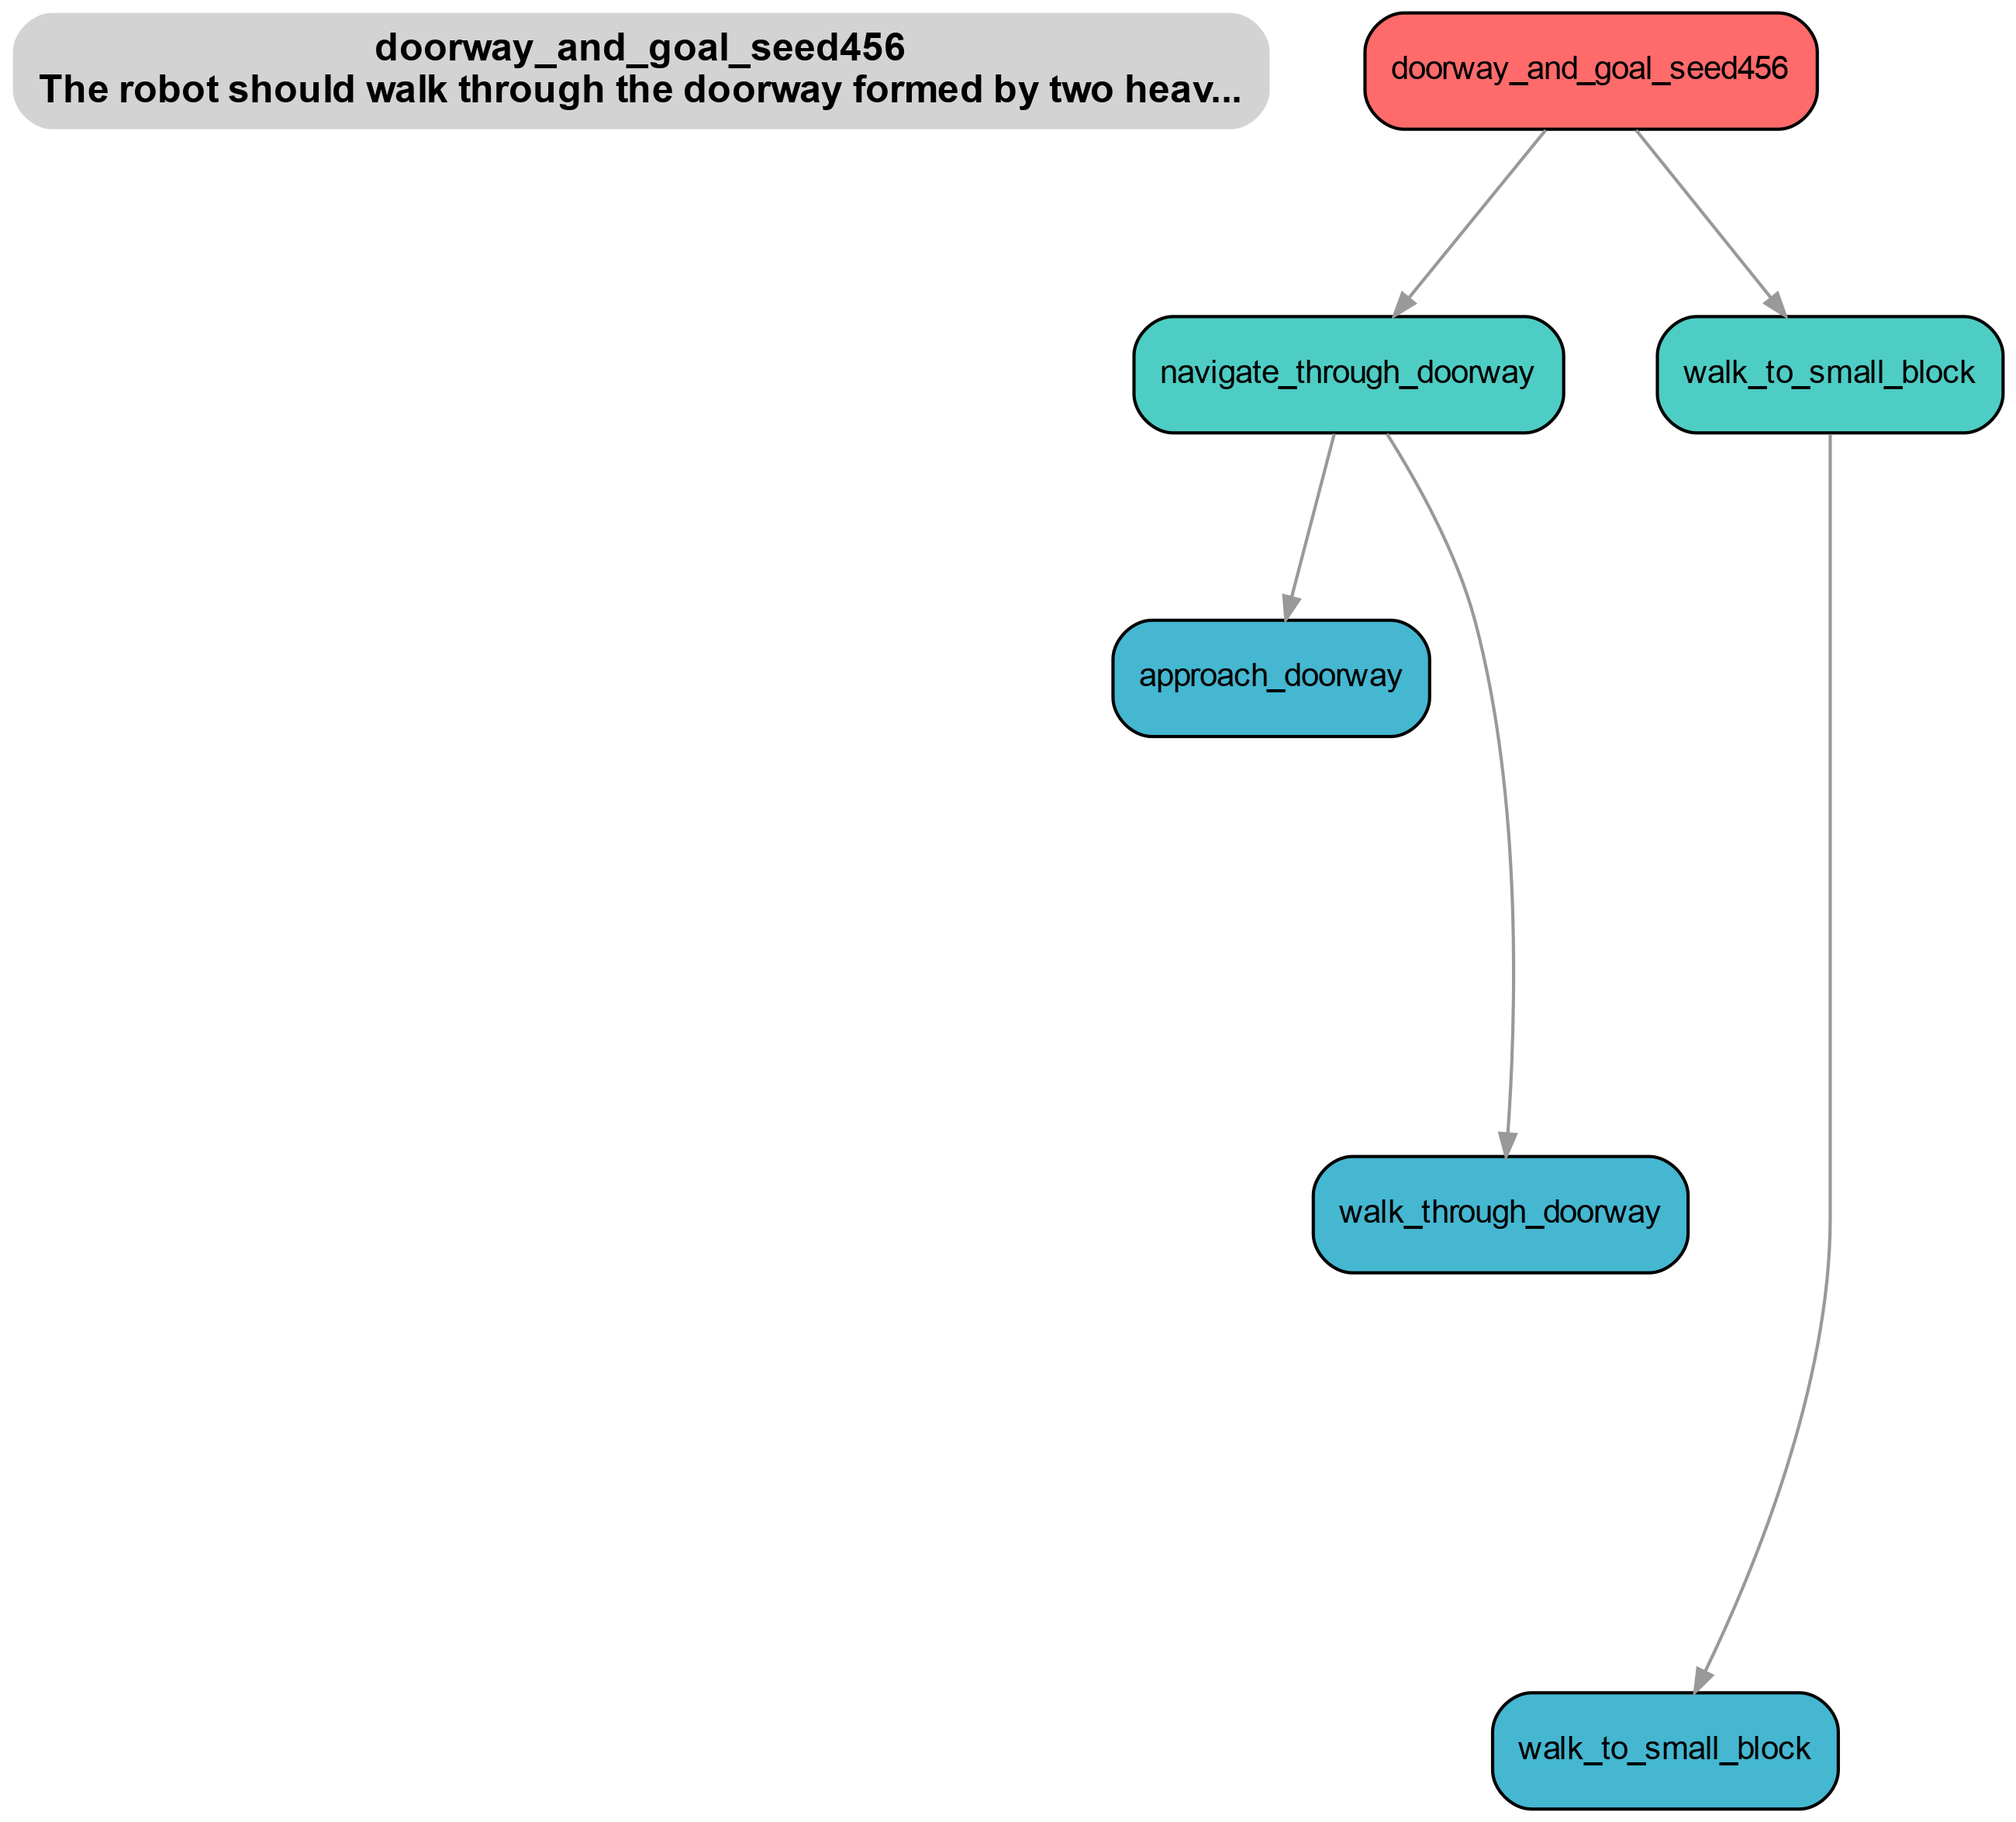 doorway_and_goal_seed456
The robot should walk through the doorway formed by two heav...
doorway_and_goal_seed456
navigate_through_doorway
walk_to_small_block
approach_doorway
walk_through_doorway
walk_to_small_block